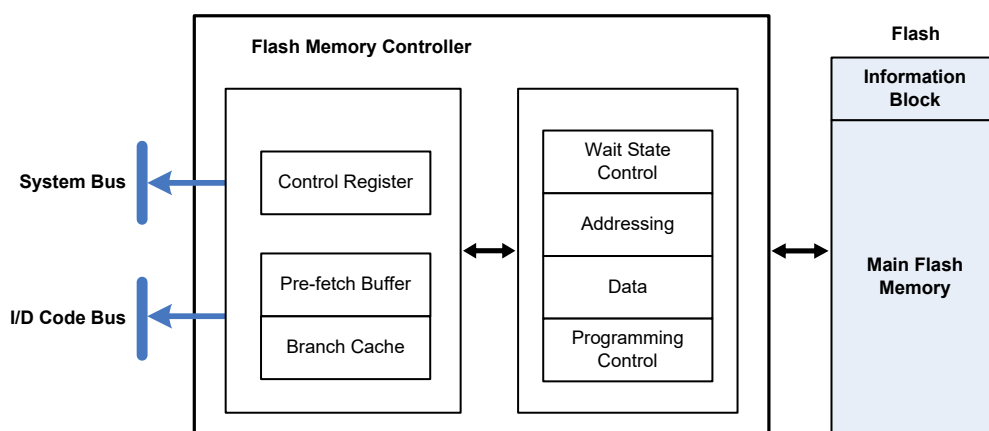 Flash Memory Controller
Flash
Information
Block
System Bus
Control Register
Wait State
Control
Addressing
Pre-fetch Buffer
Data
Main Flash
Memory
I/D Code Bus
Branch Cache
Programming
Control